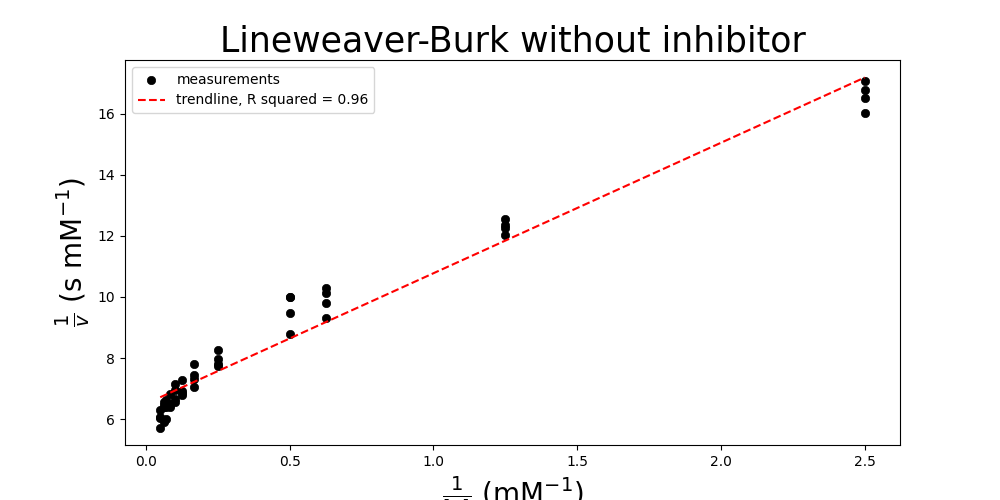 Lineweaver-Burk without inhibitor
measurements
trendline, R squared = 0.96
16
14
12
10
8
6
1/v (s mM⁻¹)
0.0 0.5 1.0 1.5 2.0 2.5
1 (mM⁻¹)